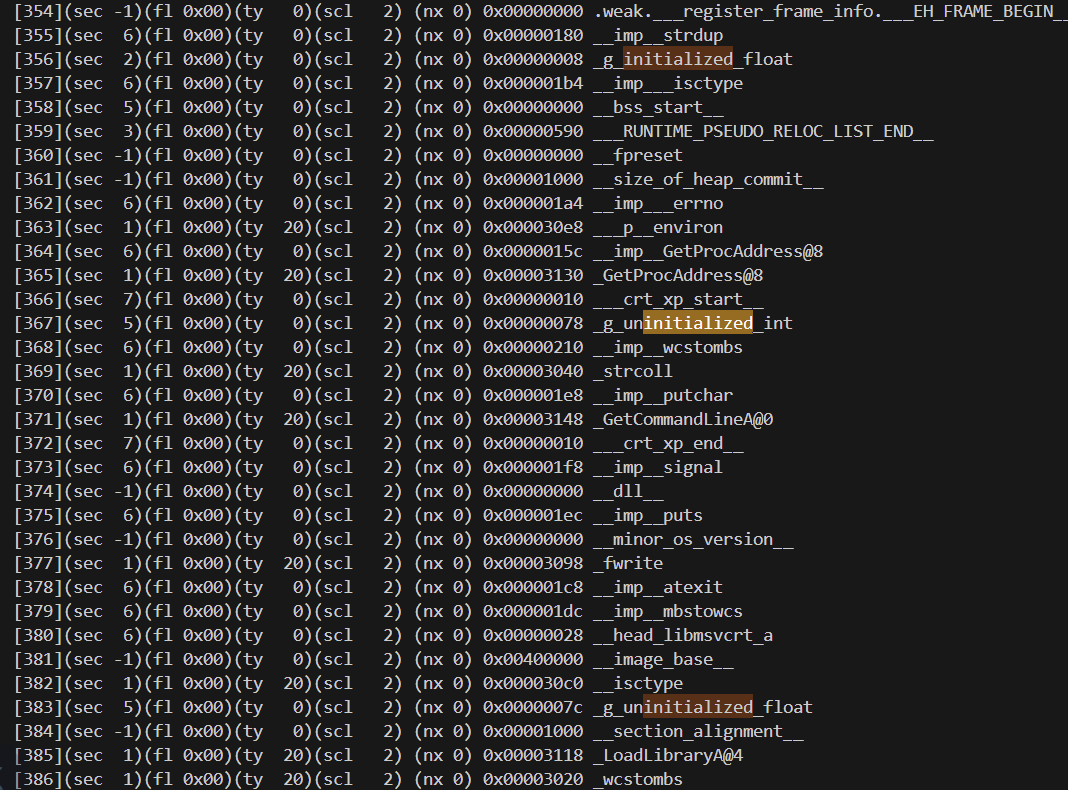 [354](sec -1)(fl 0x00)(ty   0)(scl   2) (nx 0) 0x00000000 .weak.___register_frame_info.___EH_FRAME_BEGIN__
[355](sec  6)(fl 0x00)(ty   0)(scl   2) (nx 0) 0x00000180 __imp__strdup
[356](sec  2)(fl 0x00)(ty   0)(scl   2) (nx 0) 0x00000008 _g_initialized_float
[357](sec  6)(fl 0x00)(ty   0)(scl   2) (nx 0) 0x000001b4 __imp___isctype
[358](sec  5)(fl 0x00)(ty   0)(scl   2) (nx 0) 0x00000000 __bss_start__
[359](sec  3)(fl 0x00)(ty   0)(scl   2) (nx 0) 0x00000590 ___RUNTIME_PSEUDO_RELOC_LIST_END__
[360](sec -1)(fl 0x00)(ty   0)(scl   2) (nx 0) 0x00000000 __fpreset
[361](sec -1)(fl 0x00)(ty   0)(scl   2) (nx 0) 0x00001000 __size_of_heap_commit__
[362](sec  6)(fl 0x00)(ty   0)(scl   2) (nx 0) 0x000001a4 __imp___errno
[363](sec  1)(fl 0x00)(ty  20)(scl   2) (nx 0) 0x000030e8 ___p__environ
[364](sec  6)(fl 0x00)(ty   0)(scl   2) (nx 0) 0x0000015c __imp__GetProcAddress@8
[365](sec  1)(fl 0x00)(ty  20)(scl   2) (nx 0) 0x00003130 _GetProcAddress@8
[366](sec  7)(fl 0x00)(ty   0)(scl   2) (nx 0) 0x00000010 ___crt_xp_start__
[367](sec  5)(fl 0x00)(ty   0)(scl   2) (nx 0) 0x00000078 _g_uninitialized_int
[368](sec  6)(fl 0x00)(ty   0)(scl   2) (nx 0) 0x00000210 __imp__wcstombs
[369](sec  1)(fl 0x00)(ty  20)(scl   2) (nx 0) 0x00003040 _strcoll
[370](sec  6)(fl 0x00)(ty   0)(scl   2) (nx 0) 0x000001e8 __imp__putchar
[371](sec  1)(fl 0x00)(ty  20)(scl   2) (nx 0) 0x00003148 _GetCommandLineA@0
[372](sec  7)(fl 0x00)(ty   0)(scl   2) (nx 0) 0x00000010 ___crt_xp_end__
[373](sec  6)(fl 0x00)(ty   0)(scl   2) (nx 0) 0x000001f8 __imp__signal
[374](sec -1)(fl 0x00)(ty   0)(scl   2) (nx 0) 0x00000000 __dll__
[375](sec  6)(fl 0x00)(ty   0)(scl   2) (nx 0) 0x000001ec __imp__puts
[376](sec -1)(fl 0x00)(ty   0)(scl   2) (nx 0) 0x00000000 __minor_os_version__
[377](sec  1)(fl 0x00)(ty  20)(scl   2) (nx 0) 0x00003098 _fwrite
[378](sec  6)(fl 0x00)(ty   0)(scl   2) (nx 0) 0x000001c8 __imp__atexit
[379](sec  6)(fl 0x00)(ty   0)(scl   2) (nx 0) 0x000001dc __imp__mbstowcs
[380](sec  6)(fl 0x00)(ty   0)(scl   2) (nx 0) 0x00000028 __head_libmsvcrt_a
[381](sec -1)(fl 0x00)(ty   0)(scl   2) (nx 0) 0x00400000 __image_base__
[382](sec  1)(fl 0x00)(ty  20)(scl   2) (nx 0) 0x000030c0 __isctype
[383](sec  5)(fl 0x00)(ty   0)(scl   2) (nx 0) 0x0000007c _g_uninitialized_float
[384](sec -1)(fl 0x00)(ty   0)(scl   2) (nx 0) 0x00001000 __section_alignment__
[385](sec  1)(fl 0x00)(ty  20)(scl   2) (nx 0) 0x00003118 _LoadLibraryA@4
[386](sec  1)(fl 0x00)(ty  20)(scl   2) (nx 0) 0x00003020 _wcstombs